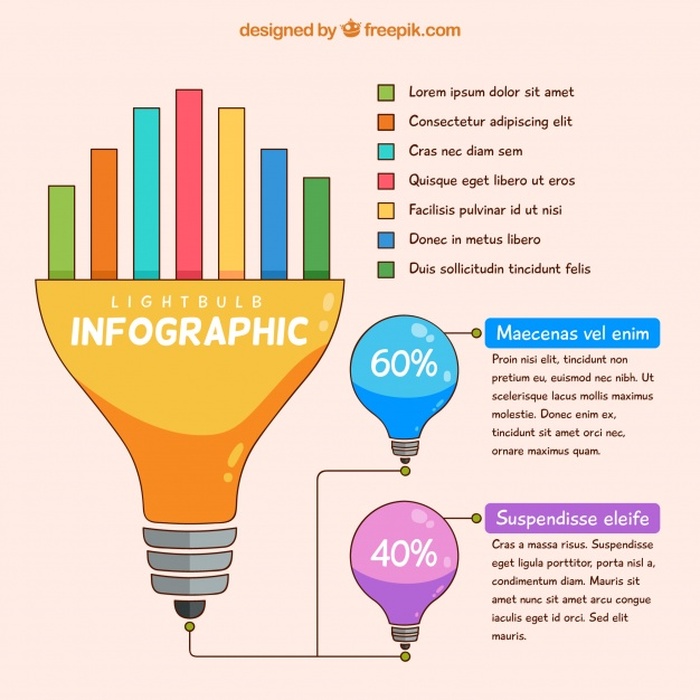 designed by freepik.com
Lorem ipsum dolor sit amet
Consectetur adipiscing elit
Cras nec diam sem
Quisque eget libero ut eros
Facilisis pulvinar id ut nisi
Donec in metus libero
Duis sollicitudin tincidunt felis
LIGHTBULB
INFOGRAPHIC
60%
Maecenas vel enim
Proin nisi elit, tincidunt non
pretium eu, euismod nec nibh. Ut
scelerisque lacus mollis maximus
molestie. Donec enim ex,
tincidunt sit amet orci nec,
ornare maximus quam.
40%
Suspendisse eleife
Cras a massa risus. Suspendisse
eget ligula porttitor, porta nisl a,
condimentum diam. Mauris sit
amet nunc sit amet arcu congue
iaculis eget id orci. Sed elit
mauris.